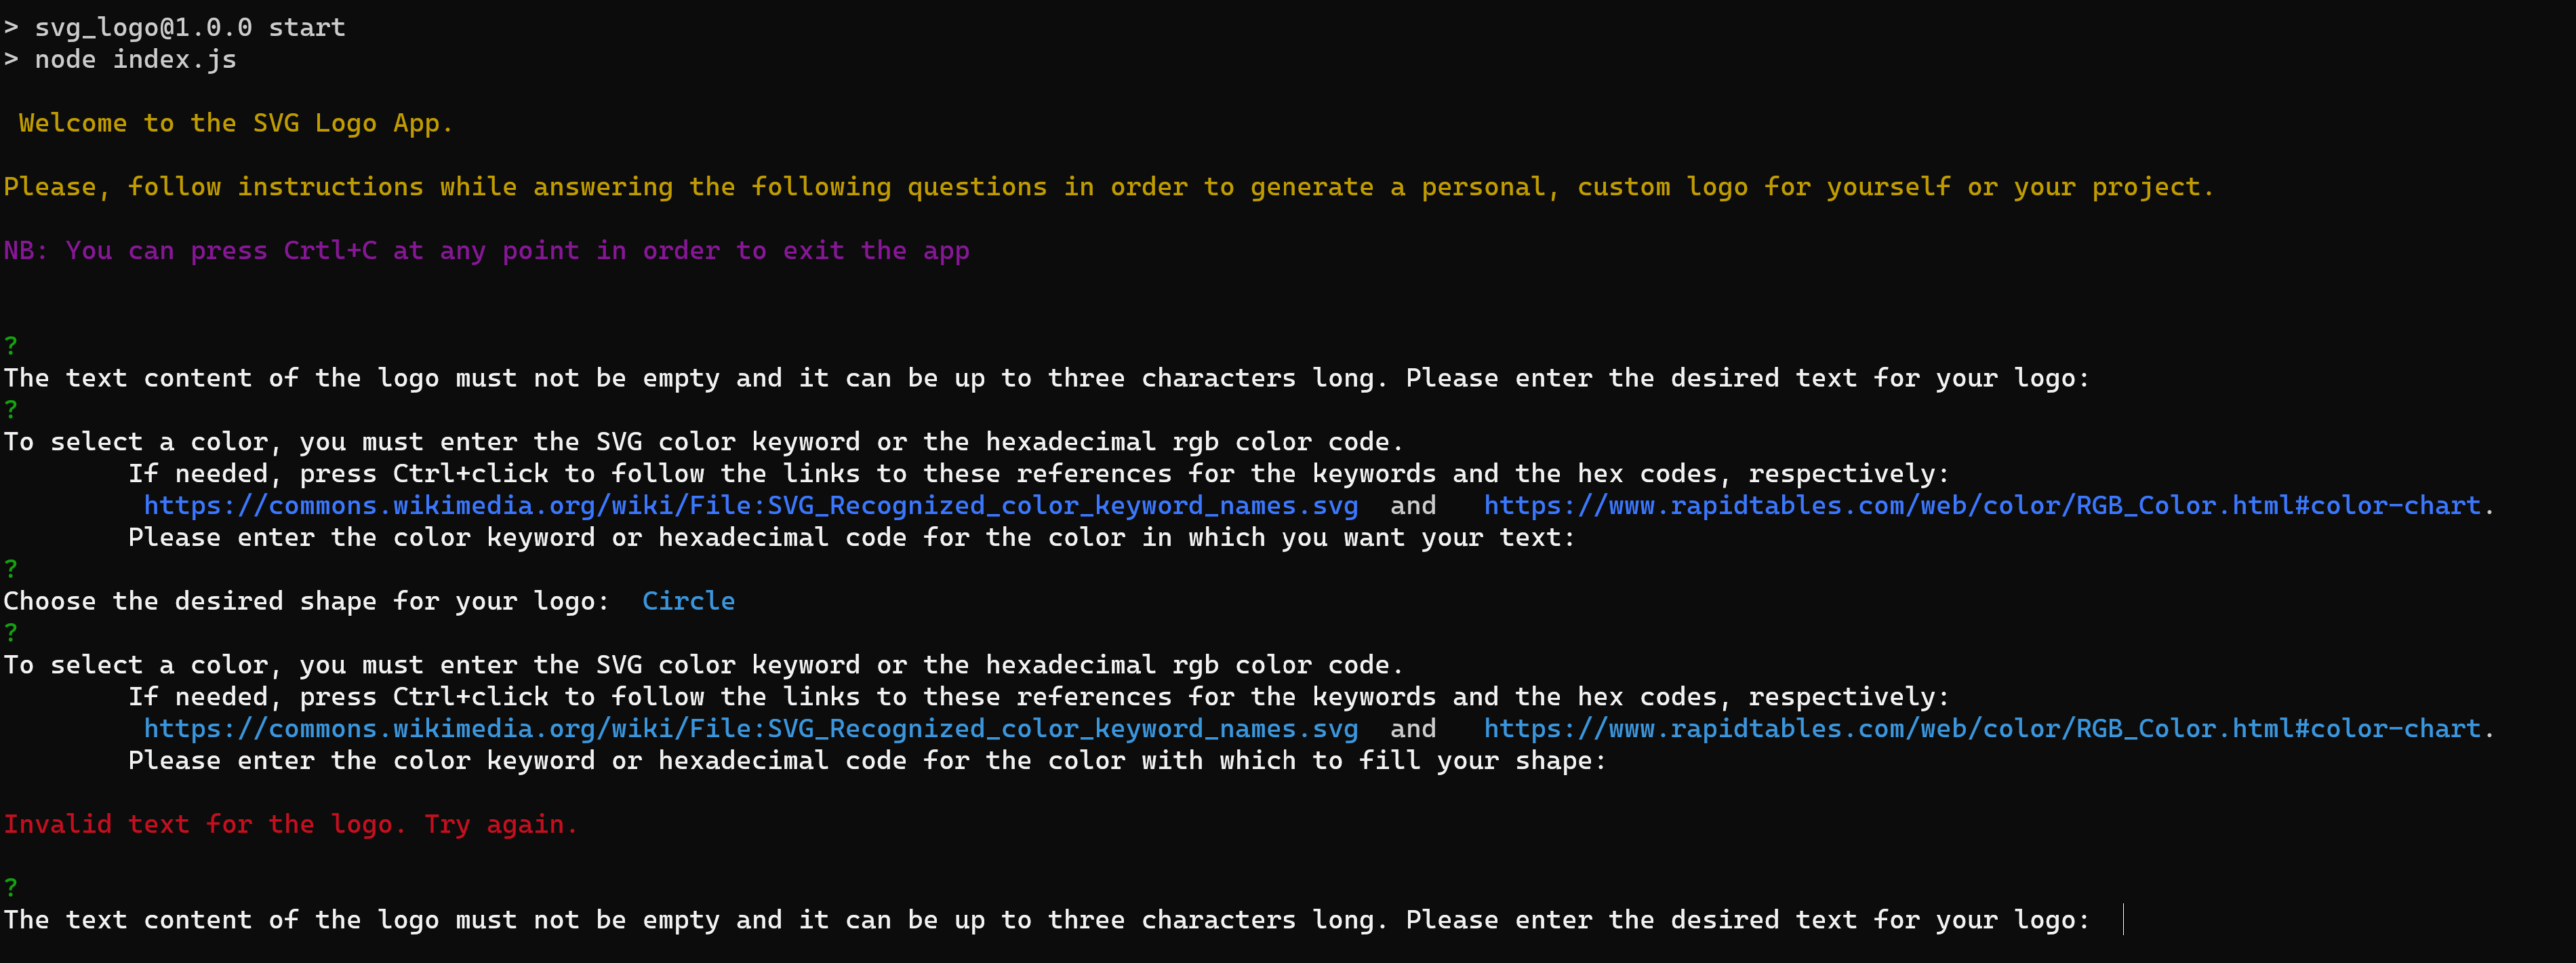 > svg_logo@1.0.0 start
> node index.js
Welcome to the SVG Logo App.
Please, follow instructions while answering the following questions in order to generate a personal, custom logo for yourself or your project.
NB: You can press Crtl+C at any point in order to exit the app
?
The text content of the logo must not be empty and it can be up to three characters long. Please enter the desired text for your logo:
?
To select a color, you must enter the SVG color keyword or the hexadecimal rgb color code.
If needed, press Ctrl+click to follow the links to these references for the keywords and the hex codes, respectively:
https://commons.wikimedia.org/wiki/File:SVG_Recognized_color_keyword_names.svg and https://www.rapidtables.com/web/color/RGB_Color.html#color-chart.
Please enter the color keyword or hexadecimal code for the color in which you want your text:
?
Choose the desired shape for your logo: Circle
?
To select a color, you must enter the SVG color keyword or the hexadecimal rgb color code.
If needed, press Ctrl+click to follow the links to these references for the keywords and the hex codes, respectively:
https://commons.wikimedia.org/wiki/File:SVG_Recognized_color_keyword_names.svg and https://www.rapidtables.com/web/color/RGB_Color.html#color-chart.
Please enter the color keyword or hexadecimal code for the color with which to fill your shape:
Invalid text for the logo. Try again.
?
The text content of the logo must not be empty and it can be up to three characters long. Please enter the desired text for your logo: